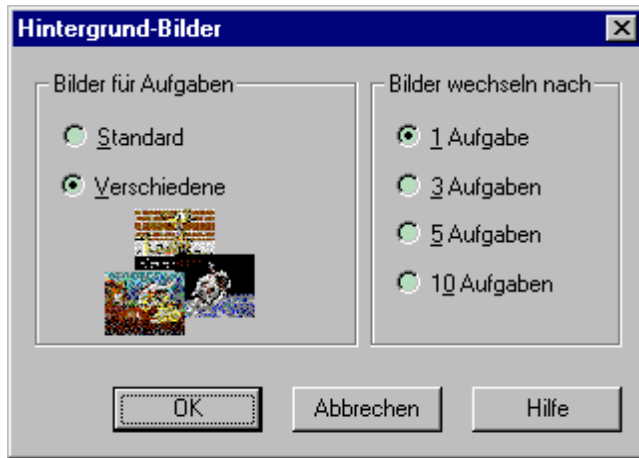 Hintergrund-Bilder
Bilder für Aufgaben
Standard
Verschiedene
Bilder wechseln nach
1 Aufgabe
3 Aufgaben
5 Aufgaben
10 Aufgaben
OK
Abbrechen
Hilfe